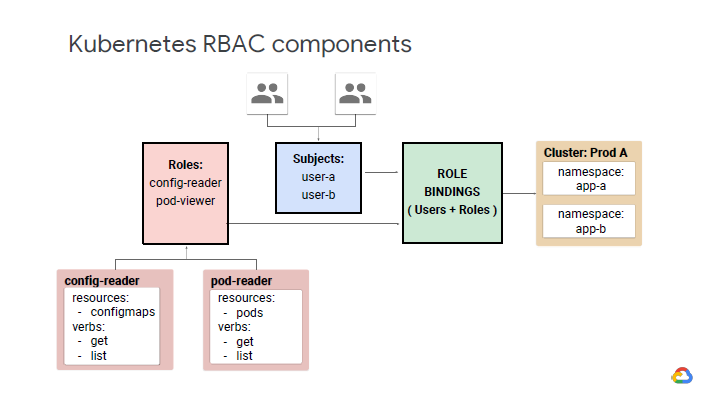 Kubernetes RBAC components
Roles:
config-reader
pod-viewer
Subjects:
user-a
user-b
ROLE
BINDINGS
( Users + Roles )
Cluster: Prod A
namespace:
app-a
namespace:
app-b
config-reader
resources:
- configmaps
verbs:
- get
- list
pod-reader
resources:
- pods
verbs:
- get
- list